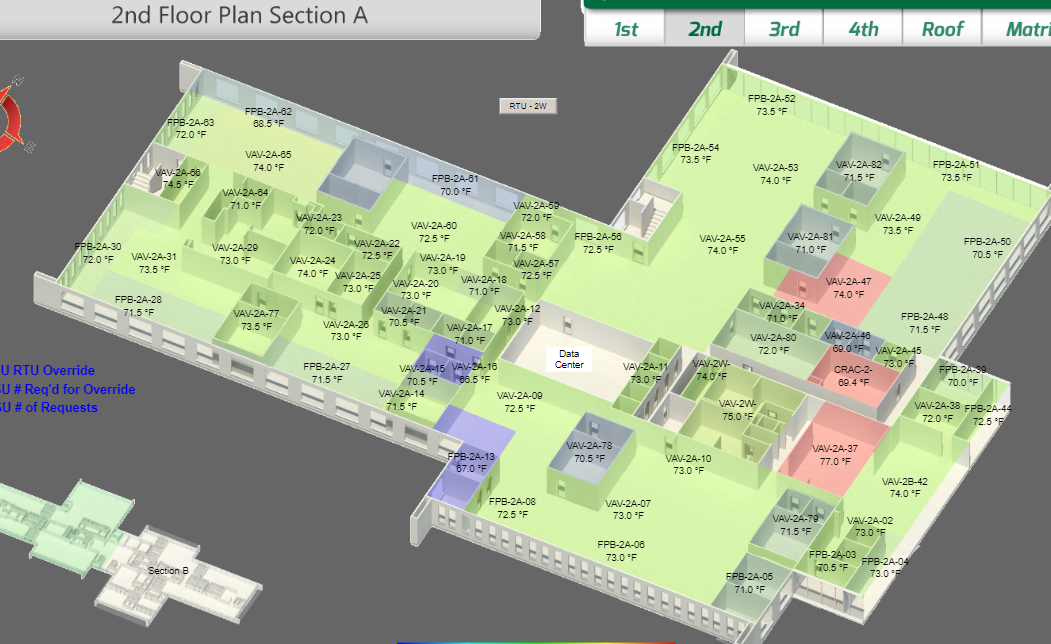 2nd Floor Plan Section A
1st 2nd 3rd 4th Roof Matri
RTU - 2W
FPB-2A-62
68.5 °F
FPB-2A-63
72.0 °F
VAV-2A-65
74.0 °F
VAV-2A-66
74.5 °F
FPB-2A-61
70.0 °F
VAV-2A-64
71.0 °F
VAV-2A-23
72.0 °F
VAV-2A-60
72.5 °F
VAV-2A-59
72.0 °F
VAV-2A-58
71.5 °F
VAV-2A-57
72.5 °F
FPB-2A-56
72.5 °F
FPB-2A-30
72.0 °F
VAV-2A-31
73.5 °F
VAV-2A-29
73.0 °F
VAV-2A-22
72.5 °F
VAV-2A-24
74.0 °F
VAV-2A-25
73.0 °F
VAV-2A-19
73.0 °F
VAV-2A-20
73.0 °F
VAV-2A-18
71.0 °F
FPB-2A-28
71.5 °F
VAV-2A-77
73.5 °F
VAV-2A-26
73.0 °F
VAV-2A-21
70.5 °F
VAV-2A-17
71.0 °F
VAV-2A-12
73.0 °F
FPB-2A-27
71.5 °F
VAV-2A-15
70.5 °F
VAV-2A-16
66.5 °F
VAV-2A-14
71.5 °F
Data
Center
VAV-2A-11
73.0 °F
VAV-2W-
74.0 °F
VAV-2W-
75.0 °F
VAV-2A-09
72.5 °F
FPB-2A-52
73.5 °F
FPB-2A-54
73.5 °F
VAV-2A-53
74.0 °F
VAV-2A-82
71.5 °F
FPB-2A-51
73.5 °F
VAV-2A-49
73.5 °F
VAV-2A-55
74.0 °F
VAV-2A-81
71.0 °F
FPB-2A-50
70.5 °F
VAV-2A-47
74.0 °F
VAV-2A-34
71.0 °F
FPB-2A-48
71.5 °F
VAV-2A-80
72.0 °F
VAV-2A-46
69.0 °F
VAV-2A-45
73.0 °F
CRAC-2-
69.4 °F
FPB-2A-39
70.0 °F
VAV-2A-38
72.0 °F
FPB-2A-44
72.5 °F
FPB-2A-13
67.0 °F
VAV-2A-78
70.5 °F
VAV-2A-10
73.0 °F
VAV-2A-37
77.0 °F
VAV-2B-42
74.0 °F
FPB-2A-08
72.5 °F
VAV-2A-07
73.0 °F
VAV-2A-79
71.5 °F
VAV-2A-02
73.0 °F
FPB-2A-06
73.0 °F
FPB-2A-03
70.5 °F
FPB-2A-04
73.0 °F
FPB-2A-05
71.0 °F
SU RTU Override
SU # Req'd for Override
SU # of Requests
Section B